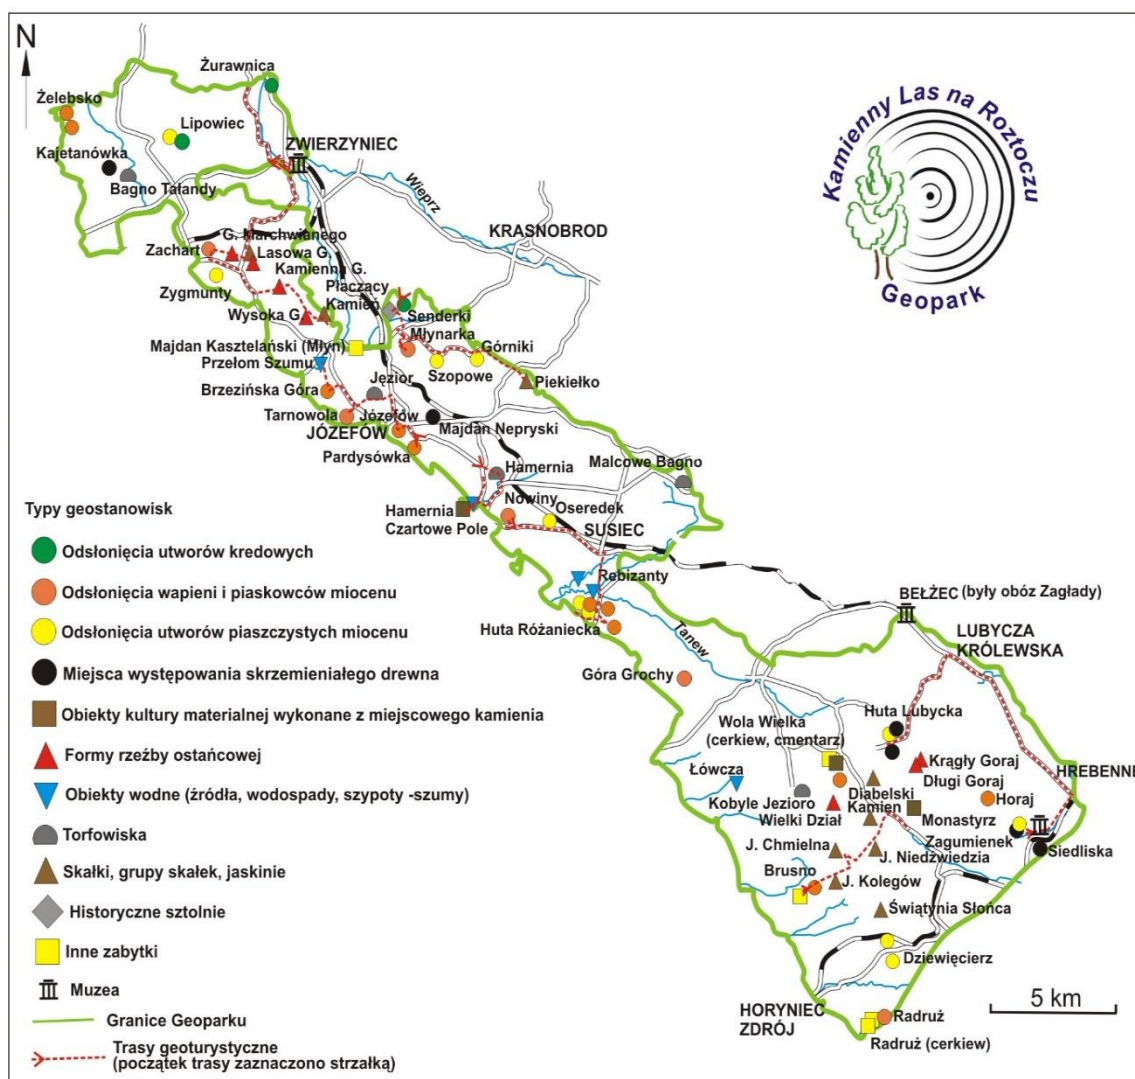 N
Żurawnica
Żelebsko
Lipowiec
Kajetanówka
Bagno Tałandy
ZWIERZYNIEC
Wieprz
KRASNOBROD
Kamienny Las na Roztoczu
Geopark
G. Marchwianego
Zachart
Lasowa G.
Kamienna G.
Zygmunty
Płaczący
Kamień
Wysoka G.
Senderki
Młynarka
Majdan Kasztelański (Młyn)
Górniki
Przełom Szumu
Szopowe
Piekiełko
Jęzior
Brzezińska Góra
Tarnowola
Józefów
JÓZEFÓW
Majdan Nepryski
Pardysówka
Hamernia
Malcowe Bagno
Nowiny
Oseredek
Hamernia
Czartowe Pole
SUSIEC
Rebizanty
Huta Różaniecka
Tanew
Góra Grochy
BEŁŻEC (były obóz Zagłady)
LUBYCZA
KRÓLEWSKA
Huta Lubycka
Wola Wielka
(cerkiew, cmentarz)
Krągły Goraj
Długi Goraj
HREBENNE
Łówcza
Diabelski
Kamien
Horaj
Kobyle Jezioro
Wielki Dział
Monastyrz
Zagumienek
Siedliska
J. Chmielna
J. Niedźwiedzia
Brusno
J. Kolegów
Świątynia Słońca
Dziewięcierz
HORYNIEC
ZDRÓJ
5 km
Radruż
Radruż (cerkiew)
Typy geostanowisk
Odsłonięcia utworów kredowych
Odsłonięcia wapieni i piaskowców miocenu
Odsłonięcia utworów piaszczystych miocenu
Miejsca występowania skrzemieniałego drewna
Obiekty kultury materialnej wykonane z miejscowego kamienia
Formy rzeźby ostańcowej
Obiekty wodne (źródła, wodospady, szypoty -szumy)
Torfowiska
Skałki, grupy skałek, jaskinie
Historyczne sztolnie
Inne zabytki
Muzea
Granice Geoparku
Trasy geoturystyczne
(początek trasy zaznaczono strzałką)